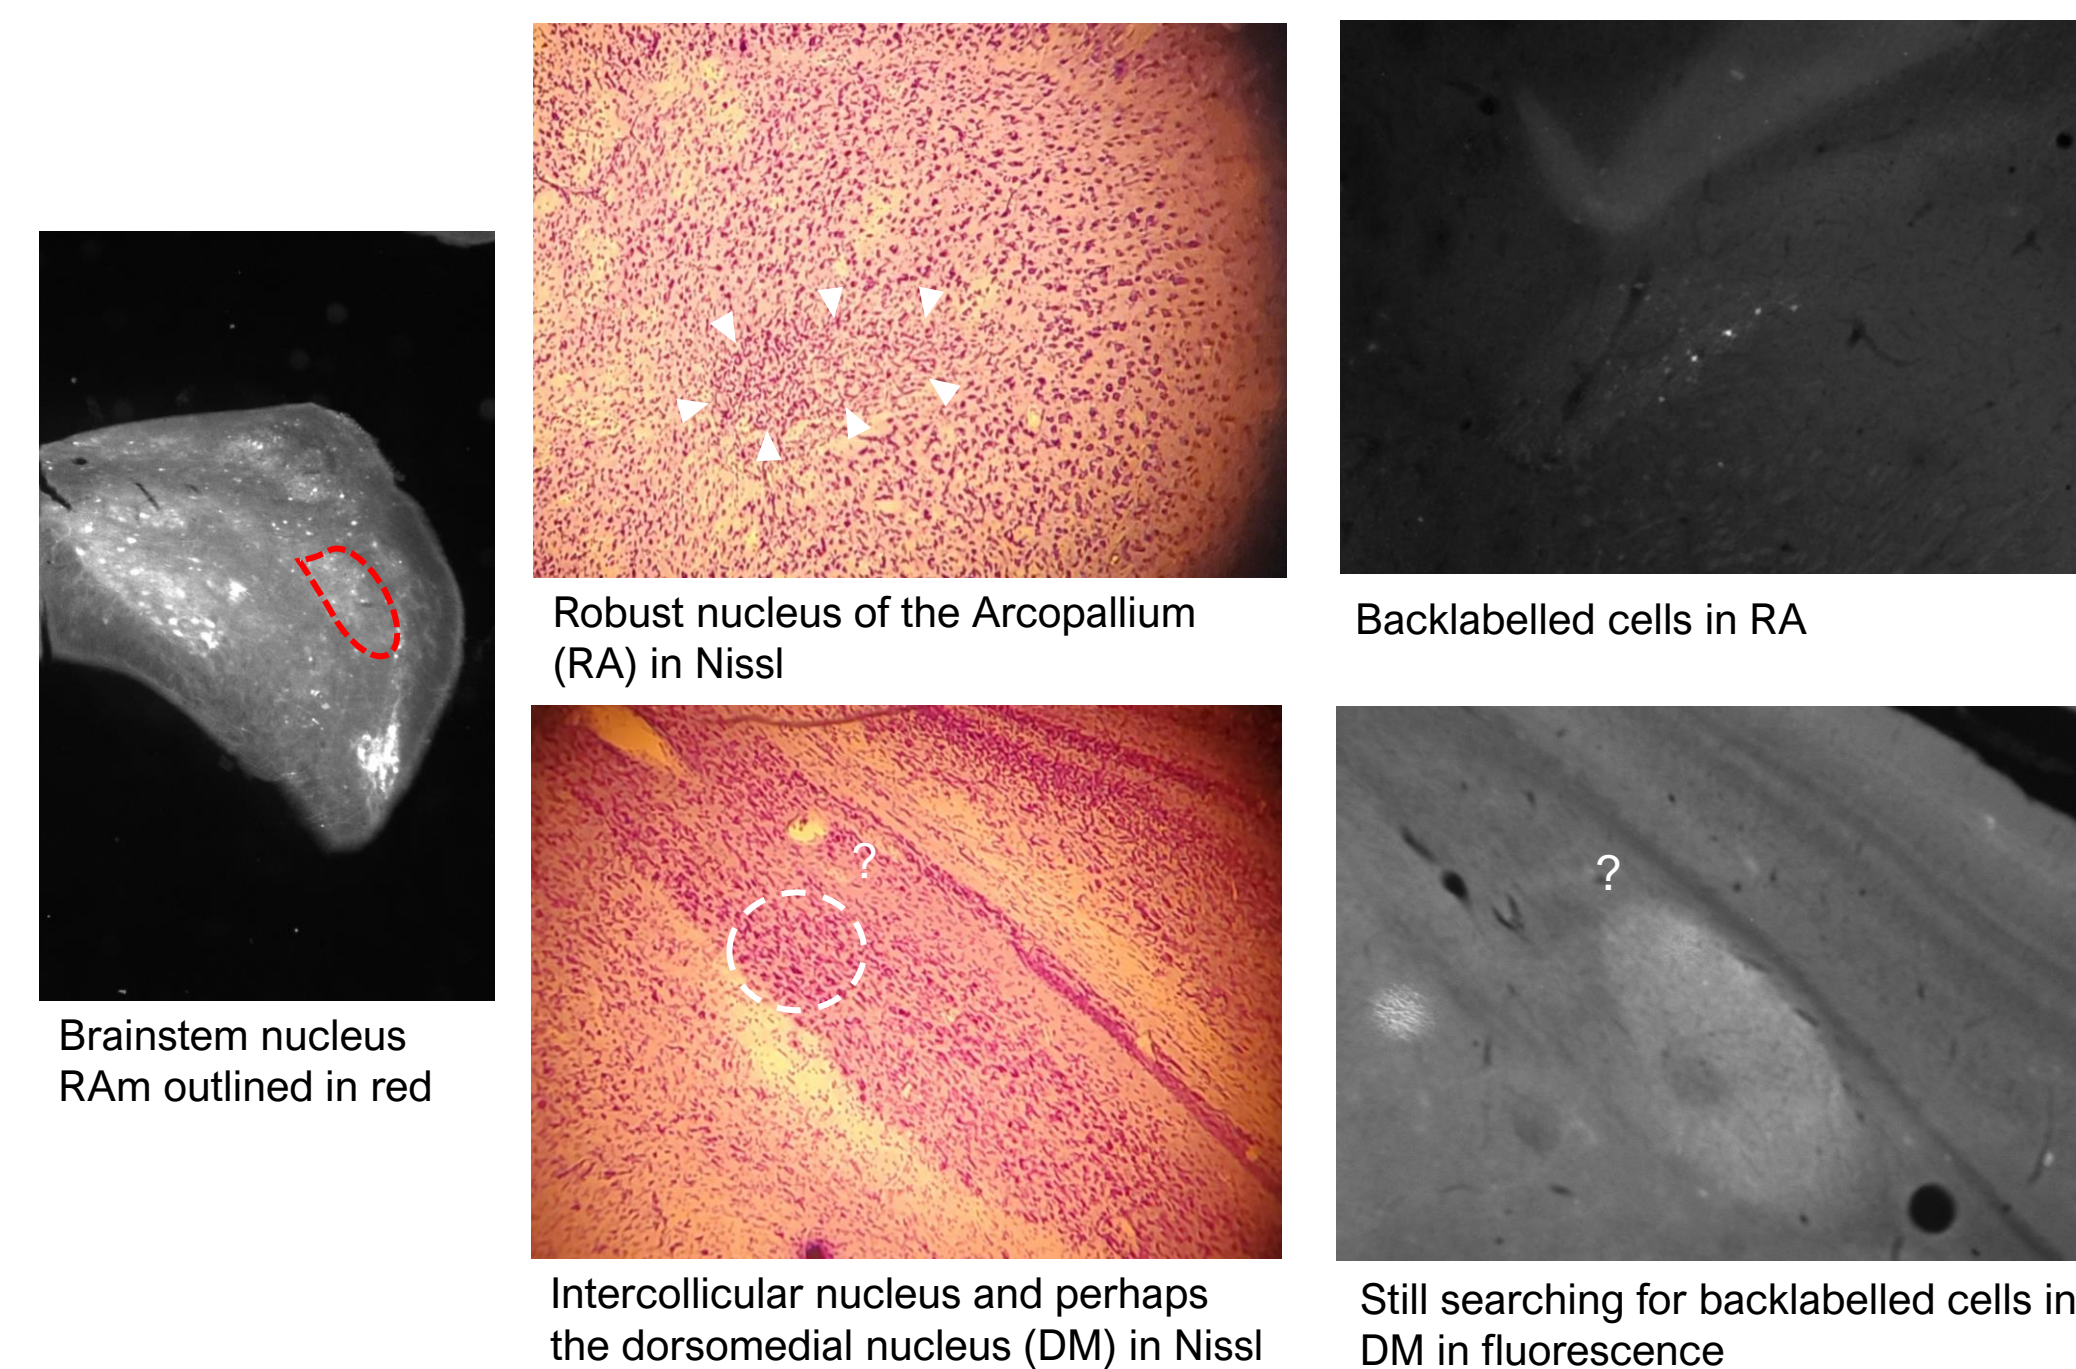 Robust nucleus of the Arcopallium
(RA) in Nissl
Backlabelled cells in RA
Brainstem nucleus
RAm outlined in red
?
?
Intercollicular nucleus and perhaps
the dorsomedial nucleus (DM) in Nissl
Still searching for backlabelled cells in
DM in fluorescence